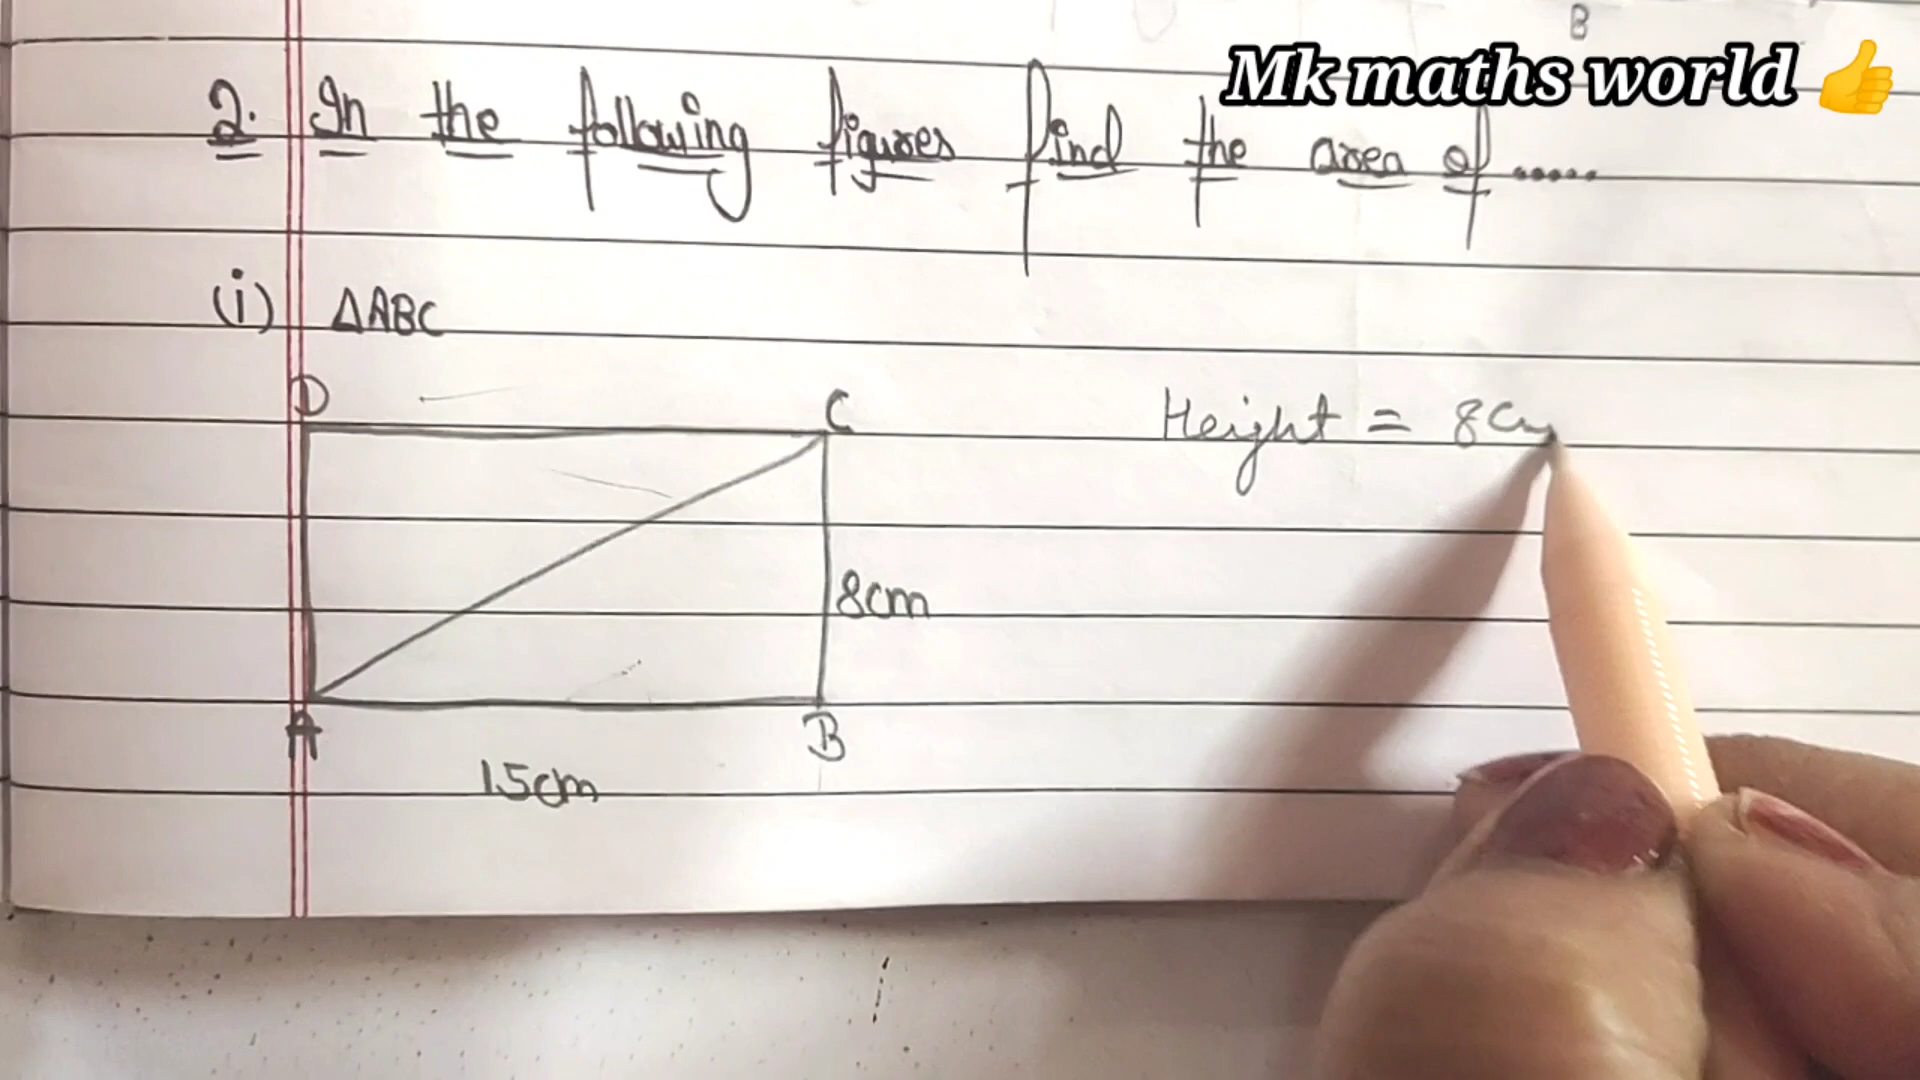 B
Mk maths world 👍
2. In the following figures find the area of .....
(i) ΔABC
D C
Height = 8cm
8cm
A B
15cm